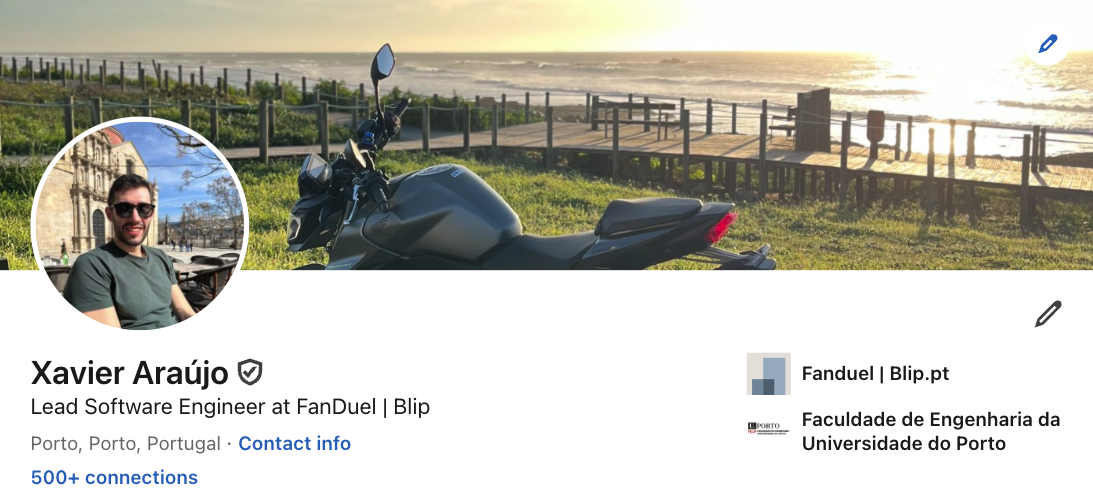 Xavier Araújo
Lead Software Engineer at FanDuel | Blip
Porto, Porto, Portugal · Contact info
500+ connections
Fanduel | Blip.pt
PORTO
Faculdade de Engenharia da
Universidade do Porto